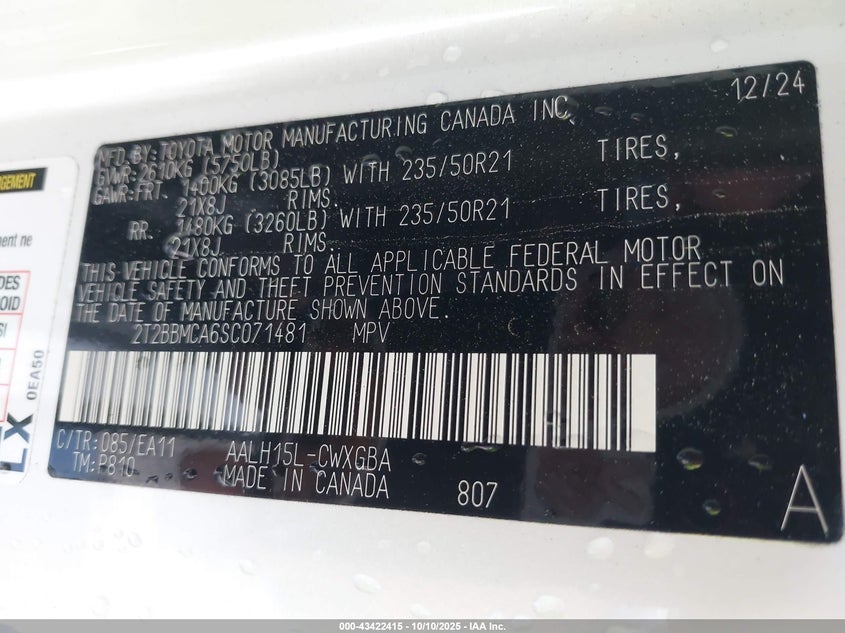 12/24
MFD.BY:TOYOTA MOTOR MANUFACTURING CANADA INC.
GVWR:2610KG (5750LB)
GAWR:FRT. 1400KG (3085LB) WITH 235/50R21 TIRES,
21X8J RIMS.
RR. 1480KG (3260LB) WITH 235/50R21 TIRES,
21X8J RIMS.
THIS VEHICLE CONFORMS TO ALL APPLICABLE FEDERAL MOTOR
VEHICLE SAFETY AND THEFT PREVENTION STANDARDS IN EFFECT ON
THE DATE OF MANUFACTURE SHOWN ABOVE.
2T2BBMCA6SC071481 MPV
C/TR:085/EA11 AALH15L-CWXGBA
TM:P810 MADE IN CANADA 807
A
0EA50
000-43422415 - 10/10/2025 - IAA Inc.